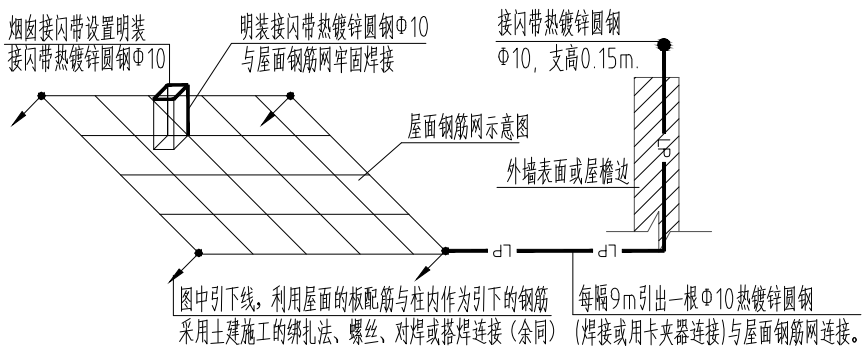 烟囱接闪带设置明装
接闪带热镀锌圆钢Φ10
明装接闪带热镀锌圆钢Φ10
与屋面钢筋网牢固焊接
接闪带热镀锌圆钢
Φ10, 支高0.15m.
屋面钢筋网示意图
LP
外墙表面或屋檐边
LP
LP
图中引下线, 利用屋面的板配筋与柱内作为引下的钢筋
采用土建施工的绑扎法、螺丝、对焊或搭焊连接（余同）
每隔9m引出一根Φ10热镀锌圆钢
(焊接或用卡夹器连接)与屋面钢筋网连接。